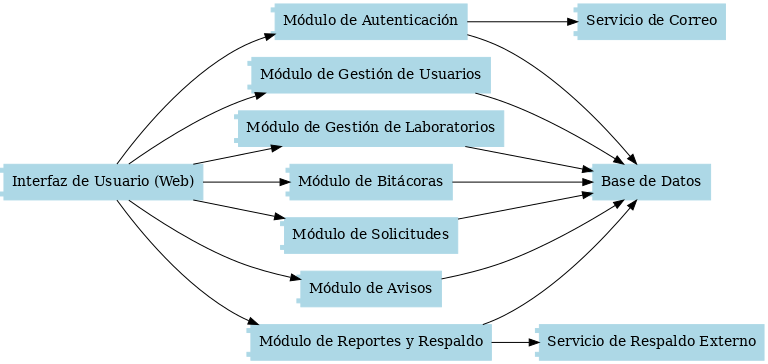 Módulo de Autenticación
Servicio de Correo
Módulo de Gestión de Usuarios
Módulo de Gestión de Laboratorios
Interfaz de Usuario (Web)
Módulo de Bitácoras
Base de Datos
Módulo de Solicitudes
Módulo de Avisos
Módulo de Reportes y Respaldo
Servicio de Respaldo Externo